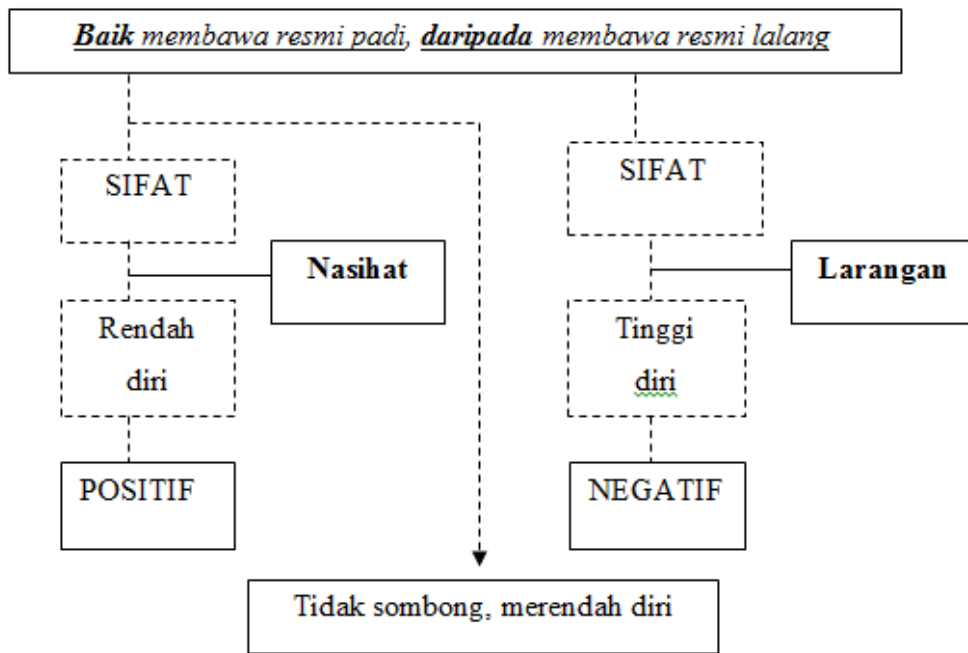 Baik membawa resmi padi, daripada membawa resmi lalang
SIFAT
SIFAT
Nasihat
Larangan
Rendah
diri
Tinggi
diri
POSITIF
NEGATIF
Tidak sombong, merendah diri